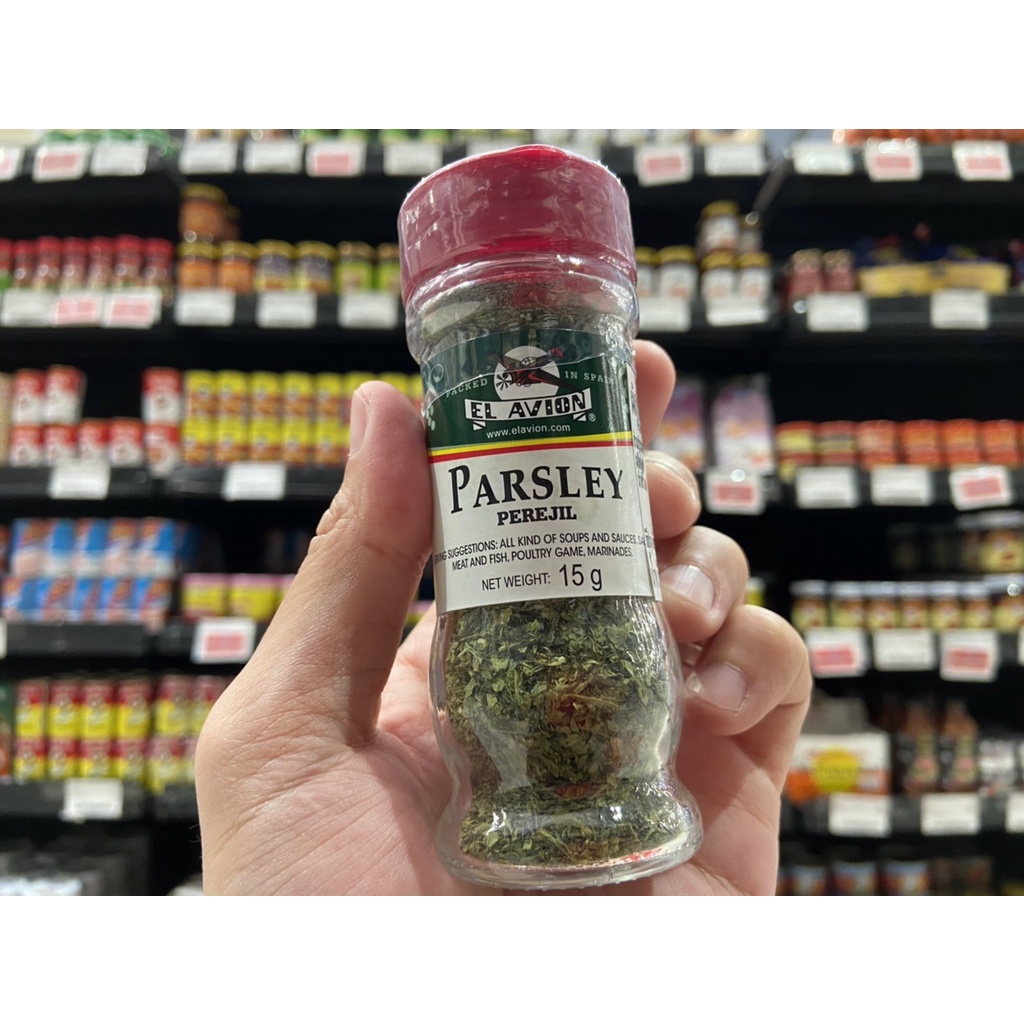 PACKED IN SPAIN
EL AVION ®
www.elavion.com
PARSLEY
PEREJIL
SUGGESTIONS: ALL KIND OF SOUPS AND SAUCES,
MEAT AND FISH, POULTRY GAME, MARINADES.
NET WEIGHT: 15 g